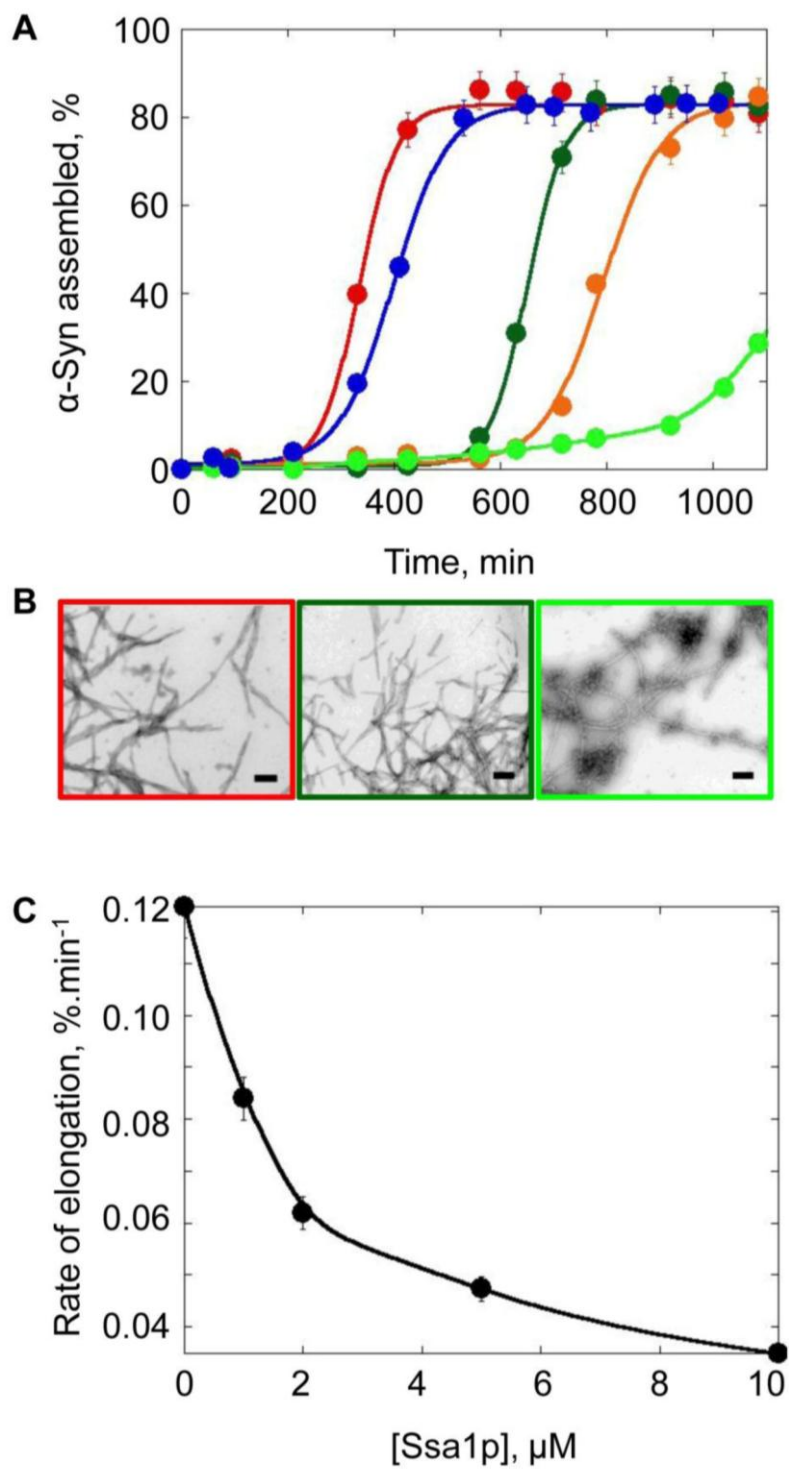 A
α-Syn assembled, %
100
80
60
40
20
0
0 200 400 600 800 1000
Time, min
B
C
Rate of elongation, %.min-1
0.12
0.10
0.08
0.06
0.04
0 2 4 6 8 10
[Ssa1p], µM